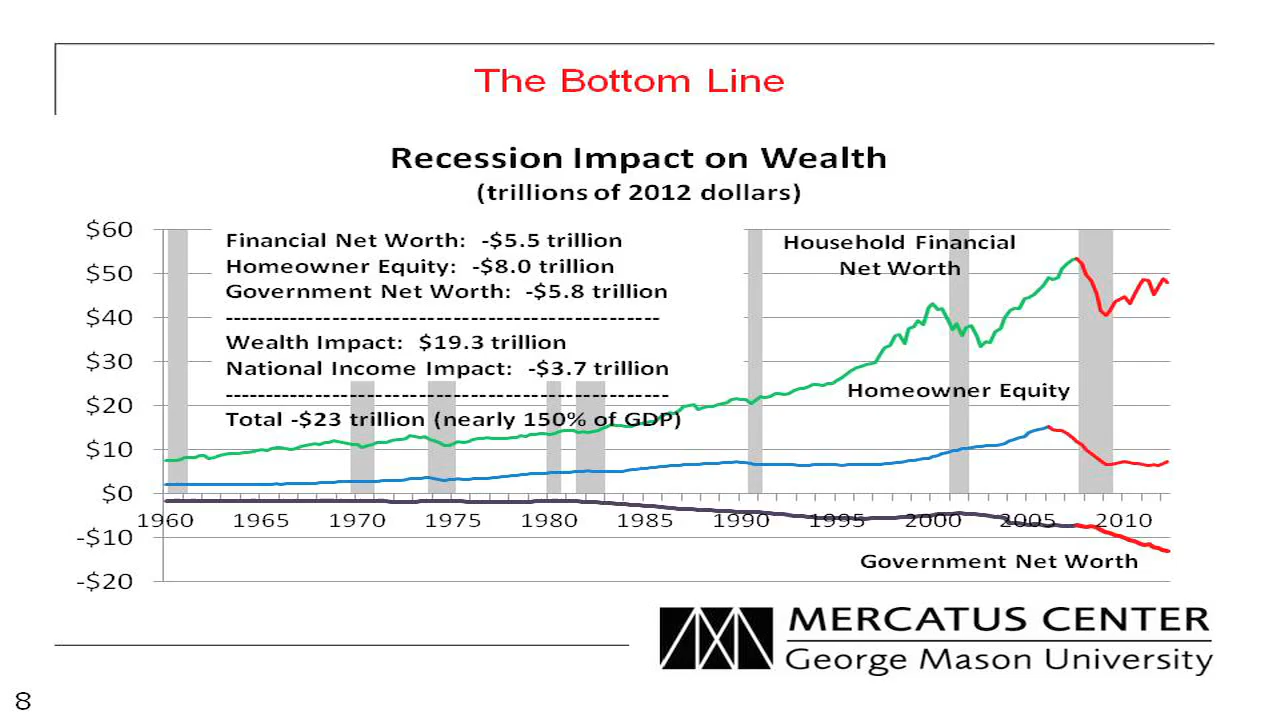 The Bottom Line
Recession Impact on Wealth
(trillions of 2012 dollars)
$60
$50
$40
$30
$20
$10
$0
-$10
-$20
Financial Net Worth: -$5.5 trillion
Homeowner Equity: -$8.0 trillion
Government Net Worth: -$5.8 trillion
-----------------------------------------------------
Wealth Impact: $19.3 trillion
National Income Impact: -$3.7 trillion
------------------------------------------------------
Total -$23 trillion (nearly 150% of GDP)
Household Financial
Net Worth
Homeowner Equity
1960 1965 1970 1975 1980 1985 1990 1995 2000 2005 2010
Government Net Worth
MERCATUS CENTER
George Mason University
8